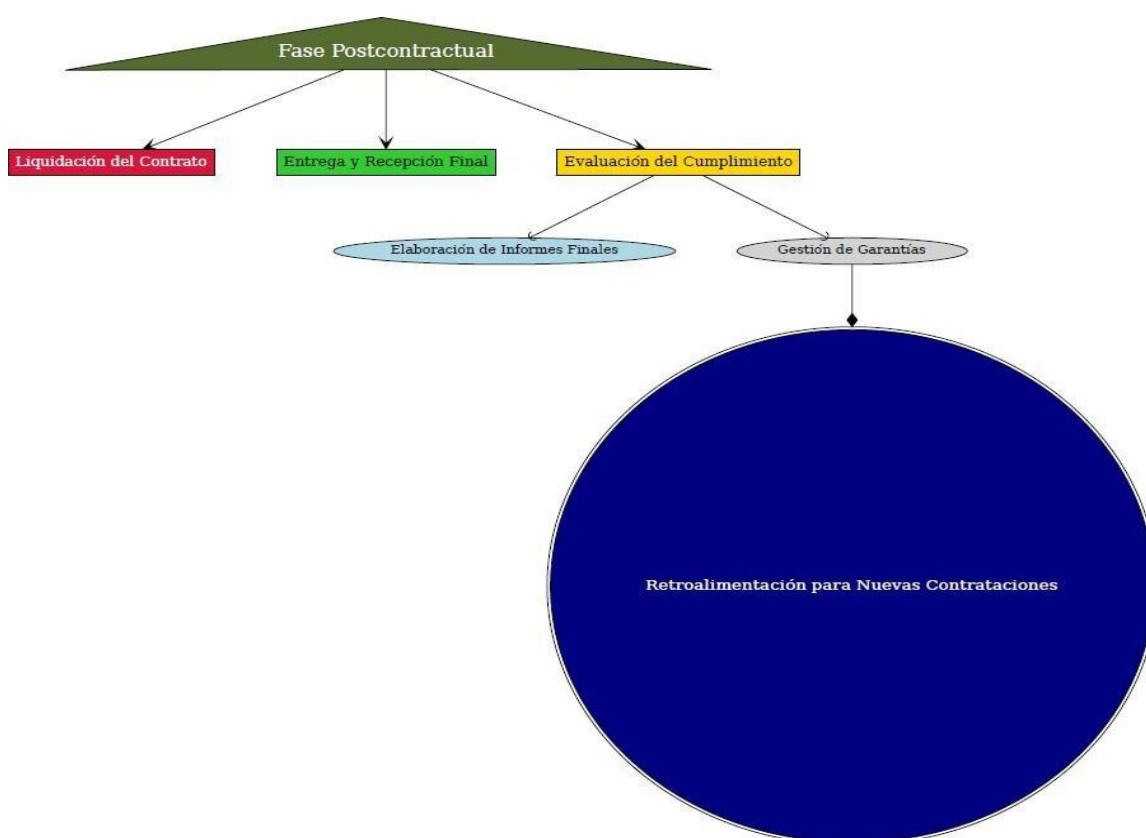 Fase Postcontractual
Liquidación del Contrato
Entrega y Recepción Final
Evaluación del Cumplimiento
Elaboración de Informes Finales
Gestión de Garantías
Retroalimentación para Nuevas Contrataciones